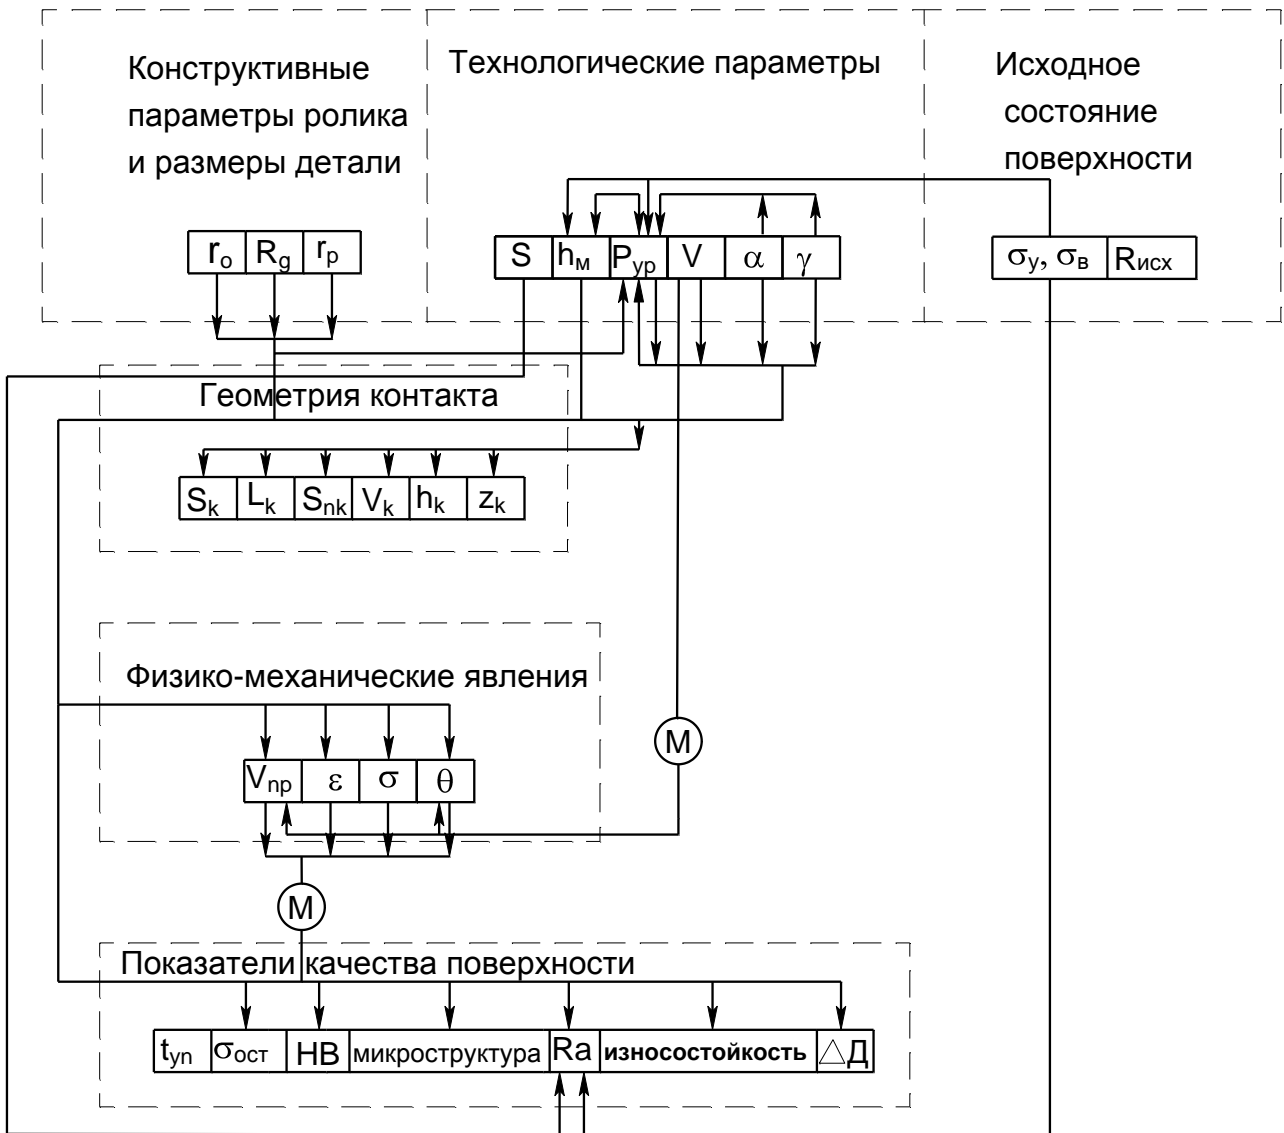 Конструктивные
параметры ролика
и размеры детали
Технологические параметры
Исходное
состояние
поверхности
rо Rg rр
S hм Pур V α γ
σу, σв Rисх
Геометрия контакта
Sk Lk Snk Vk hk zk
Физико-механические явления
M
Vпр ε σ θ
M
Показатели качества поверхности
tуп σост HB микроструктура Ra износостойкость △Д